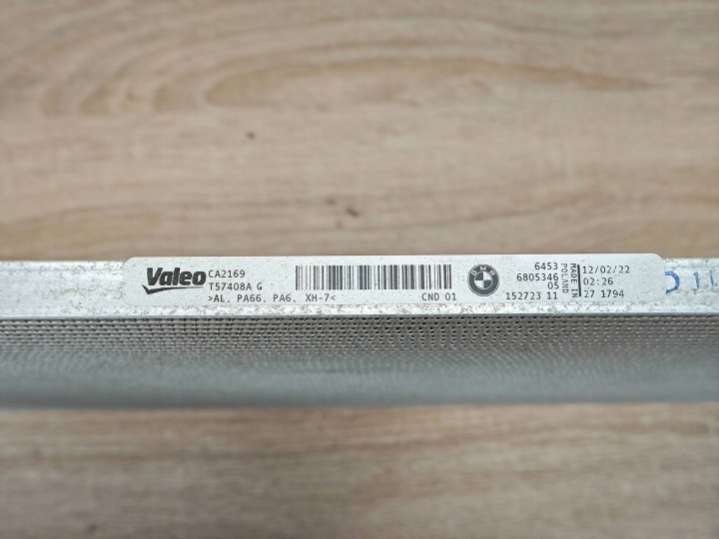 Valeo CA2169
T57408A G
>AL, PA66, PA6, XH-7<
CND 01
6453
6805346
05
152723 11
MADE IN
POLAND
12/02/22
02:26
27 1794